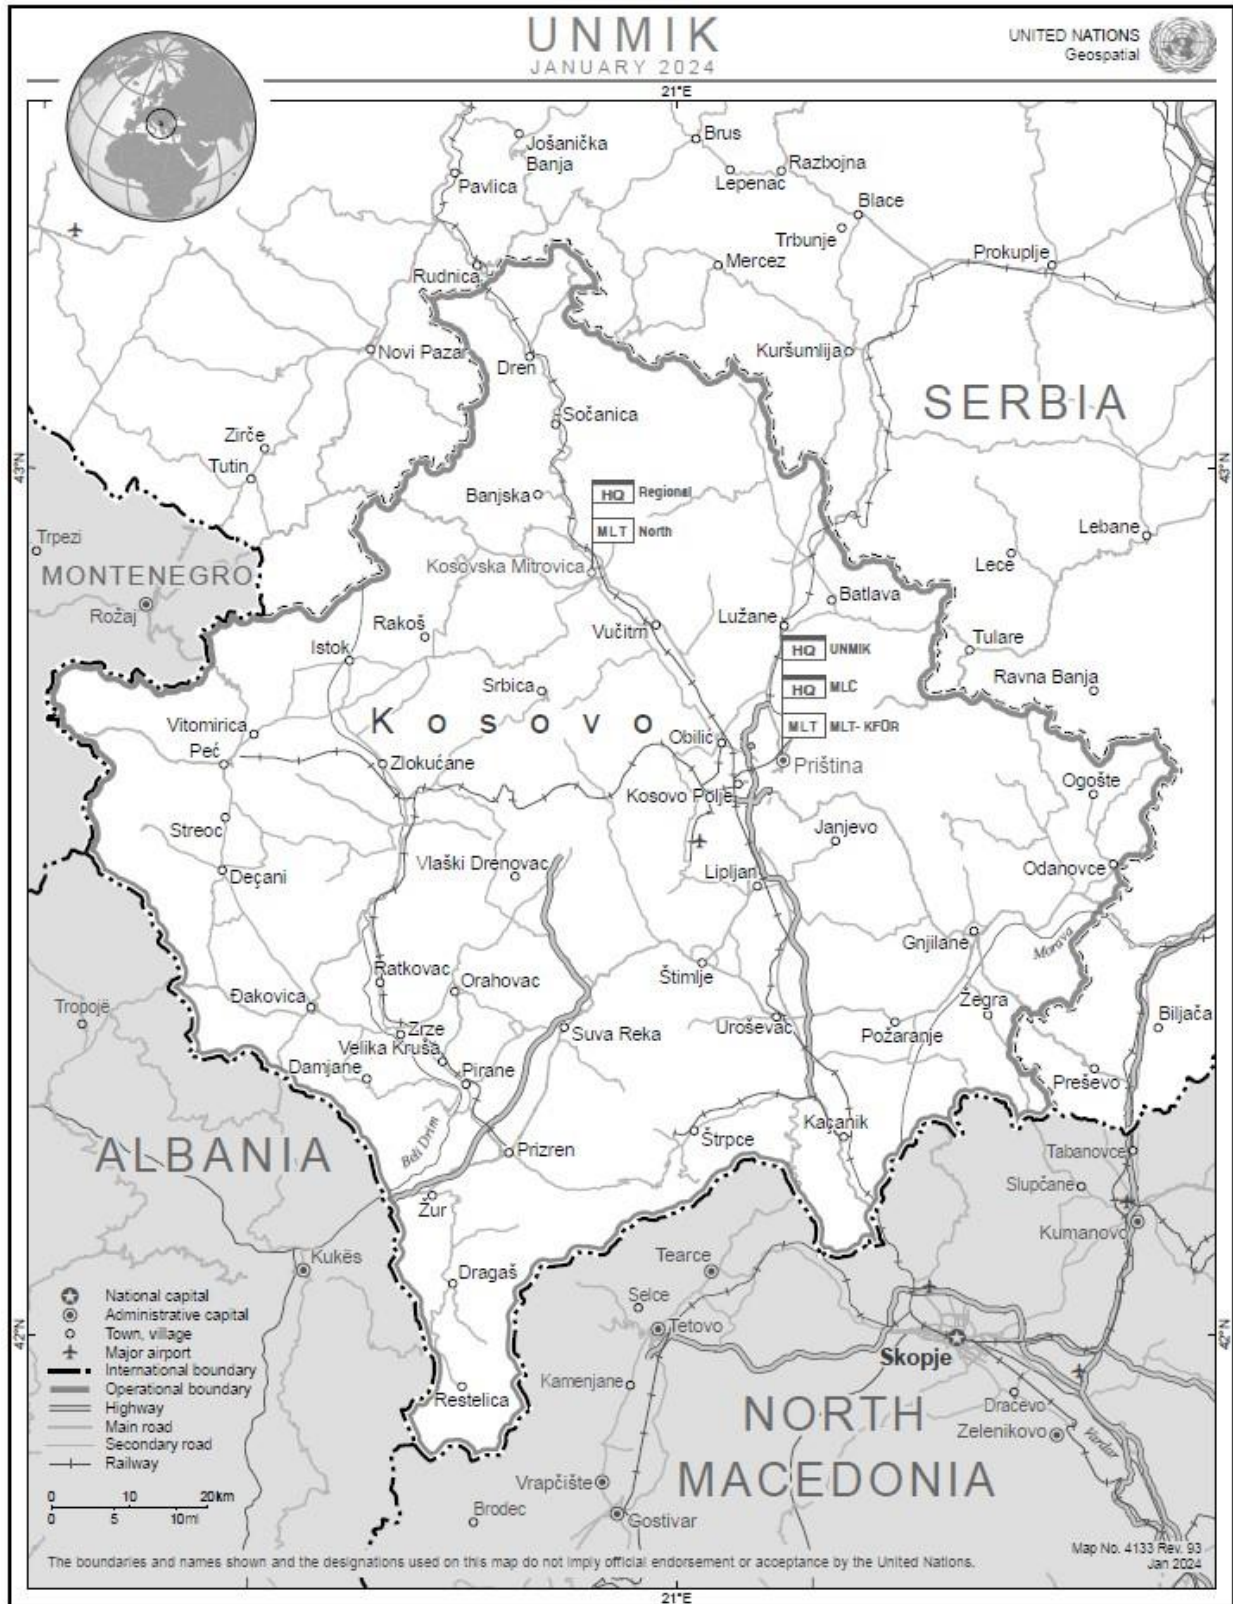 UNMIK
JANUARY 2024
UNITED NATIONS
Geospatial
21°E
Jošanička
Banja
Brus
Pavlica
Lepenac
Razbojna
Blace
Trbunje
Prokuplje
Mercez
Rudnica
Novi Pazar
Dren
Kuršumlija
SERBIA
Sočanica
Zirče
Tutin
43°N
43°N
Banjska
HQ Regional
MLT North
Lebane
Trpezi
Lece
MONTENEGRO
Kosovska Mitrovica
Rožaj
Batlava
Rakoš
Vučitrn
Lužane
Istok
Tulare
HQ UNMIK
Srbica
HQ MLC
Ravna Banja
Vitomirica
Kosovo
MLT MLT-KFOR
Peć
Obilić
Zlokućane
Priština
Ogošte
Kosovo Polje
Streoc
Janjevo
Vlaški Drenovac
Deçani
Lipljan
Odanovce
Gnjilane
Morava
Štimlje
Ratkovac
Orahovac
Đakovica
Žegra
Tropojë
Zrze
Suva Reka
Uroševac
Požaranje
Biljača
Velika Kruša
Damjane
Pirane
Preševo
Beli Drim
Kaçanik
Štrpce
ALBANIA
Prizren
Tabanovce
Slupčane
Žur
Kumanovo
Kukës
Tearce
Dragaš
Selce
Tetovo
42°N
42°N
Skopje
Kamenjane
Restelica
Dračevo
NORTH
MACEDONIA
Zelenikovo
Vardar
Vrapčište
Brodec
Gostivar
National capital
Administrative capital
Town, village
Major airport
International boundary
Operational boundary
Highway
Main road
Secondary road
Railway
0 10 20 km
0 5 10 mi
The boundaries and names shown and the designations used on this map do not imply official endorsement or acceptance by the United Nations.
Map No. 4133 Rev. 93
Jan 2024
21°E